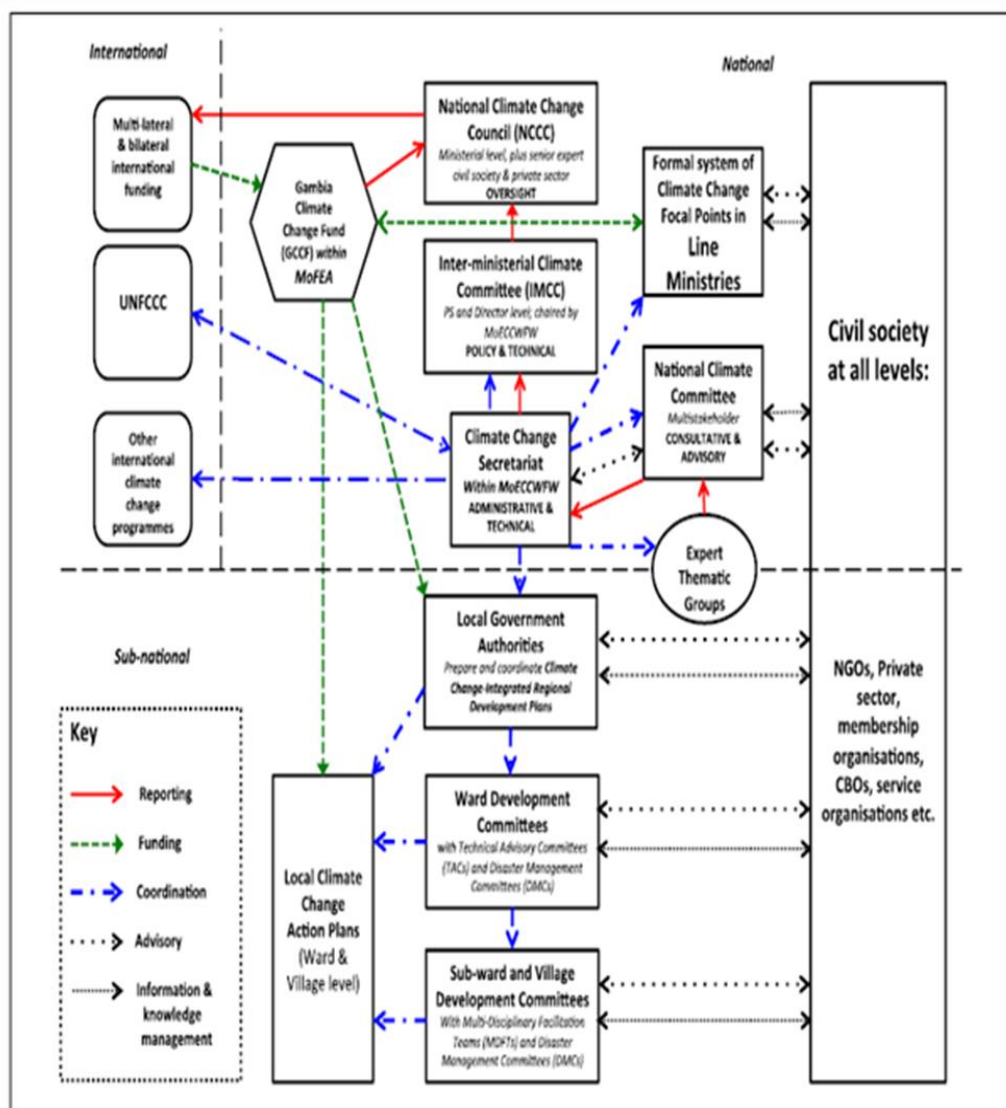 International
National
Multi-lateral
& bilateral
international
funding
UNFCCC
Other
international
climate
change
programmes
Gambia
Climate
Change Fund
(GCCF) within
MoFEA
National Climate Change
Council (NCCC)
Ministerial level, plus senior expert
civil society & private sector
OVERSIGHT
Inter-ministerial Climate
Committee (IMCC)
PS and Director level; chaired by
MoECCWFW
POLICY & TECHNICAL
Climate Change
Secretariat
Within MoECCWFW
ADMINISTRATIVE &
TECHNICAL
Formal system of
Climate Change
Focal Points in
Line
Ministries
National Climate
Committee
Multistakeholder
CONSULTATIVE &
ADVISORY
Expert
Thematic
Groups
Civil society
at all levels:
NGOs, Private
sector,
membership
organisations,
CBOs, service
organisations etc.
Sub-national
Local Government
Authorities
Prepare and coordinate Climate
Change-Integrated Regional
Development Plans
Ward Development
Committees
with Technical Advisory Committees
(TACs) and Disaster Management
Committees (DMCs)
Sub-ward and Village
Development Committees
With Multi-Disciplinary Facilitation
Teams (MDFTs) and Disaster
Management Committees (DMCs)
Local Climate
Change
Action Plans
(Ward &
Village level)
Key
Reporting
Funding
Coordination
Advisory
Information &
knowledge
management